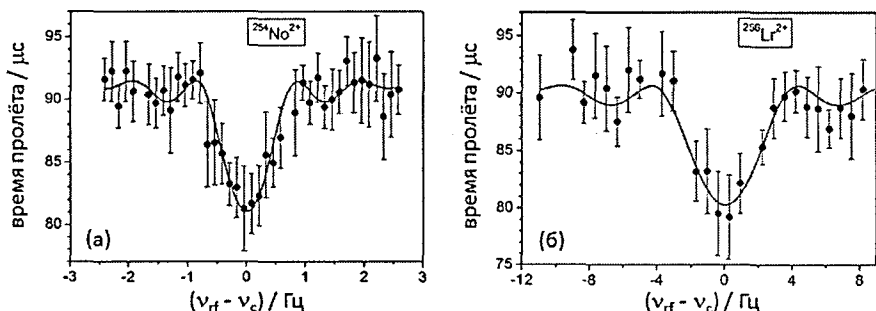 время пролёта / μс
95
90
85
80
(а)
²⁵⁴No²⁺
-3 -2 -1 0 1 2 3
(ν_rf - ν_c) / Гц
время пролёта / μс
95
90
85
80
75
(б)
²⁵⁶Lr²⁺
-12 -8 -4 0 4 8
(ν_rf - ν_c) / Гц